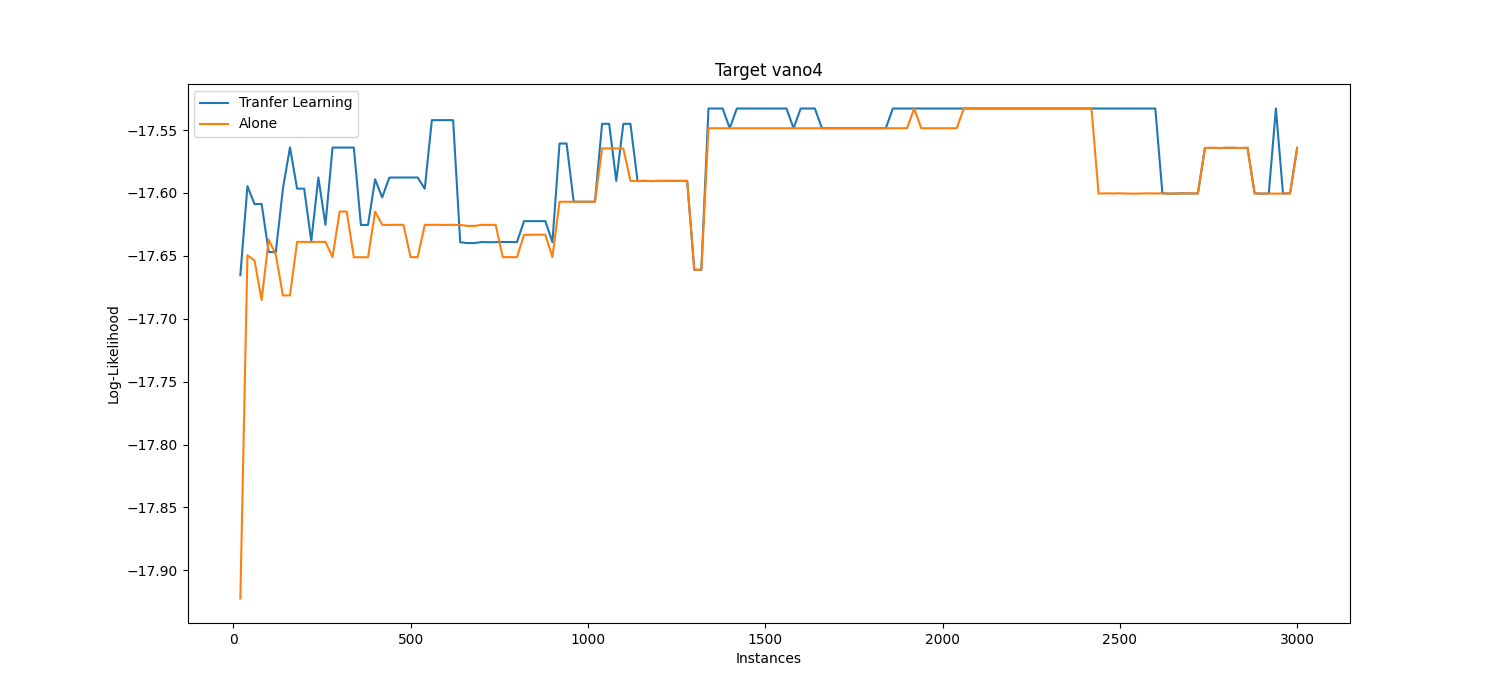 Target vano4
Tranfer Learning
Alone
−17.55
−17.60
−17.65
−17.70
−17.75
−17.80
−17.85
−17.90
Log-Likelihood
0 500 1000 1500 2000 2500 3000
Instances